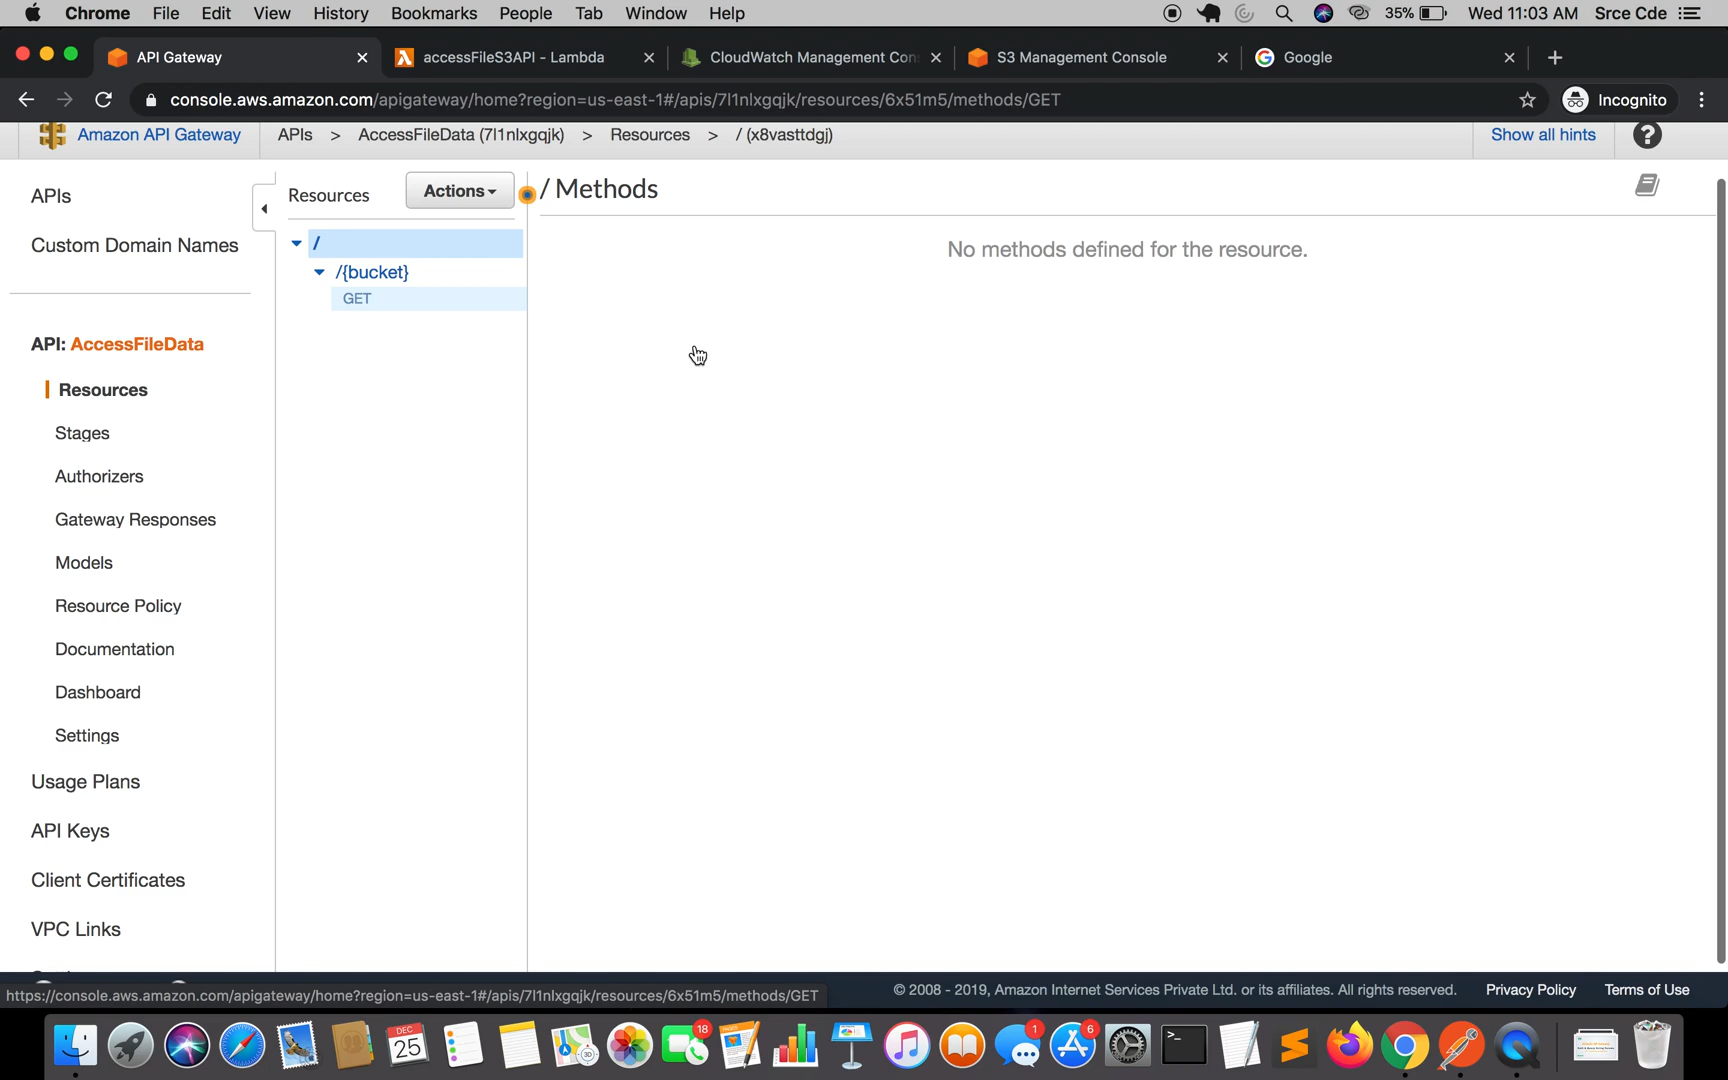 Chrome File Edit View History Bookmarks People Tab Window Help 35% Wed 11:03 AM Srce Cde
API Gateway accessFileS3API - Lambda CloudWatch Management Con S3 Management Console Google
console.aws.amazon.com/apigateway/home?region=us-east-1#/apis/7l1nlxgqjk/resources/6x51m5/methods/GET Incognito
Amazon API Gateway APIs > AccessFileData (7l1nlxgqjk) > Resources > / (x8vasttdgj) Show all hints ?
APIs
Custom Domain Names
API: AccessFileData
Resources
Stages
Authorizers
Gateway Responses
Models
Resource Policy
Documentation
Dashboard
Settings
Usage Plans
API Keys
Client Certificates
VPC Links
Resources Actions
/
/{bucket}
GET
/ Methods
No methods defined for the resource.
https://console.aws.amazon.com/apigateway/home?region=us-east-1#/apis/7l1nlxgqjk/resources/6x51m5/methods/GET
© 2008 - 2019, Amazon Internet Services Private Ltd. or its affiliates. All rights reserved. Privacy Policy Terms of Use
DEC
25
18
1
6